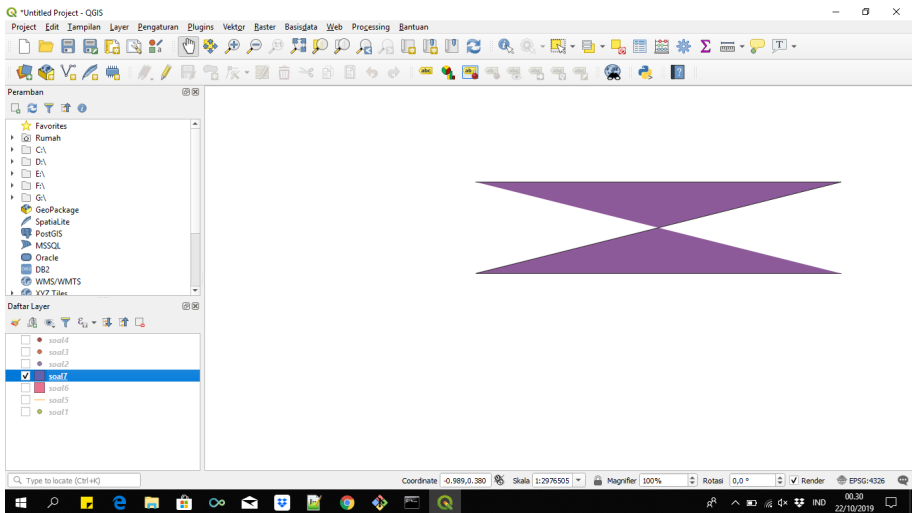 *Untitled Project - QGIS
Project Edit Tampilan Layer Pengaturan Plugins Vektor Raster Basisdata Web Processing Bantuan
abc
Peramban
Favorites
Rumah
C:\
D:\
E:\
F:\
G:\
GeoPackage
SpatiaLite
PostGIS
MSSQL
Oracle
DB2
WMS/WMTS
XYZ Tiles
Daftar Layer
soal4
soal3
soal2
soal7
soal6
soal5
soal1
Type to locate (Ctrl+K) Coordinate -0.989,0.380 Skala 1:2976505 Magnifier 100% Rotasi 0,0 ° Render EPSG:4326
IND
00.30
22/10/2019